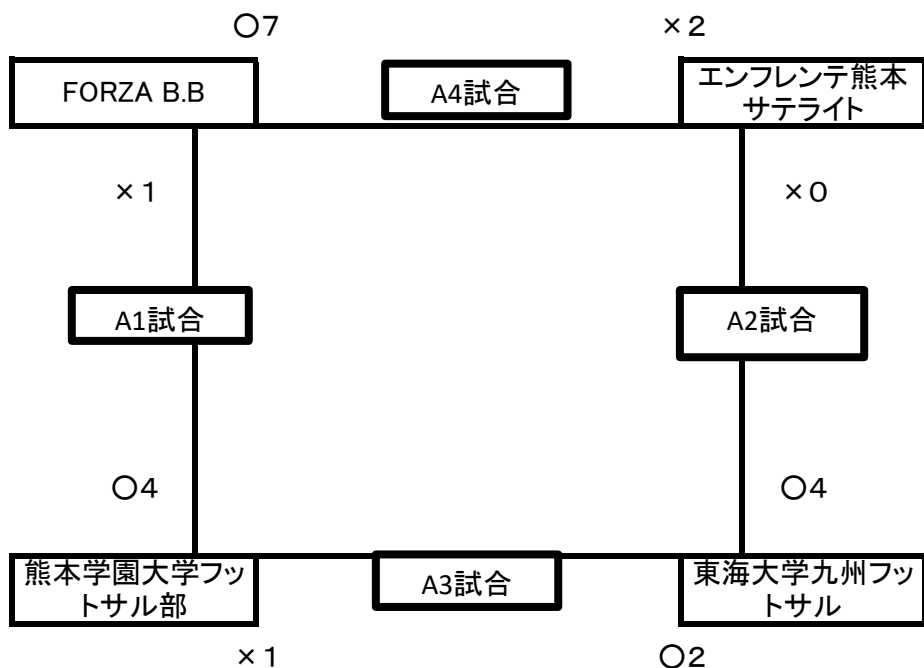 ○7 ×2
FORZA B.B
A4試合
エンフレンテ熊本
サテライト
×1 ×0
A1試合
A2試合
○4 ○4
熊本学園大学フッ
トサル部
A3試合
東海大学九州フッ
トサル
×1 ○2